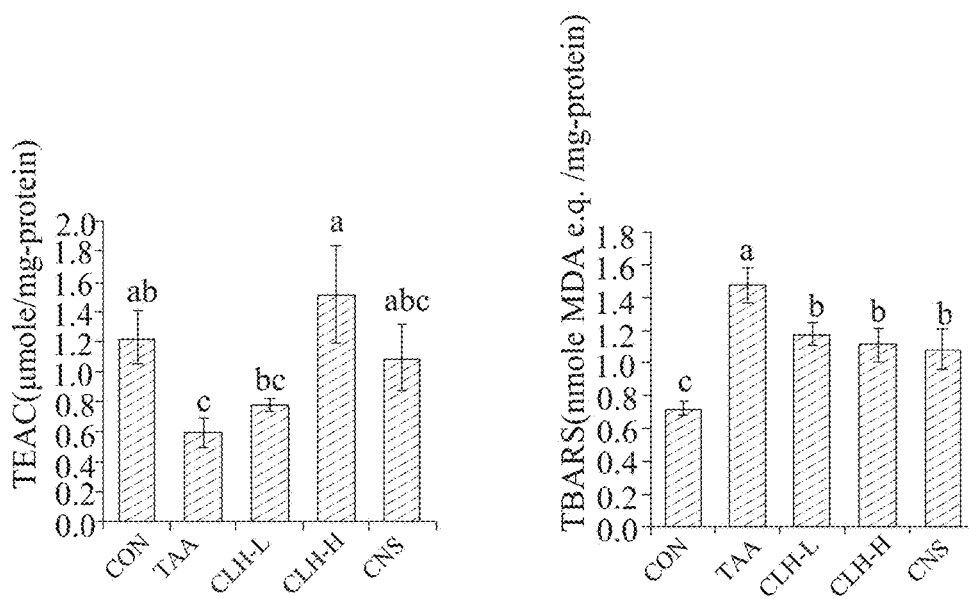 TEAC(μmole/mg-protein)
2.0
1.8
1.6
1.4
1.2
1.0
0.8
0.6
0.4
0.2
0.0
ab
c
bc
a
abc
CON
TAA
CLH-L
CLH-H
CNS
TBARS(nmole MDA e.q. /mg-protein)
1.8
1.6
1.4
1.2
1.0
0.8
0.6
0.4
0.2
0.0
c
a
b
b
b
CON
TAA
CLH-L
CLH-H
CNS